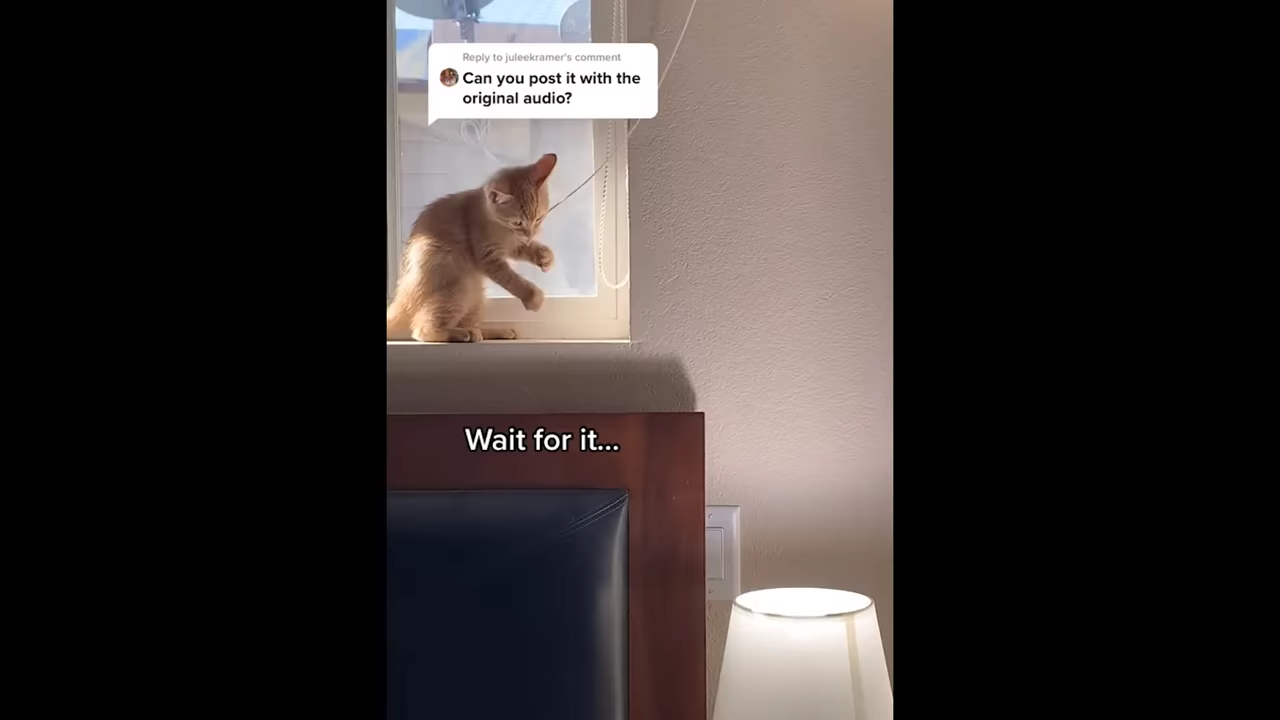 Reply to juleekramer's comment
Can you post it with the
original audio?
Wait for it...